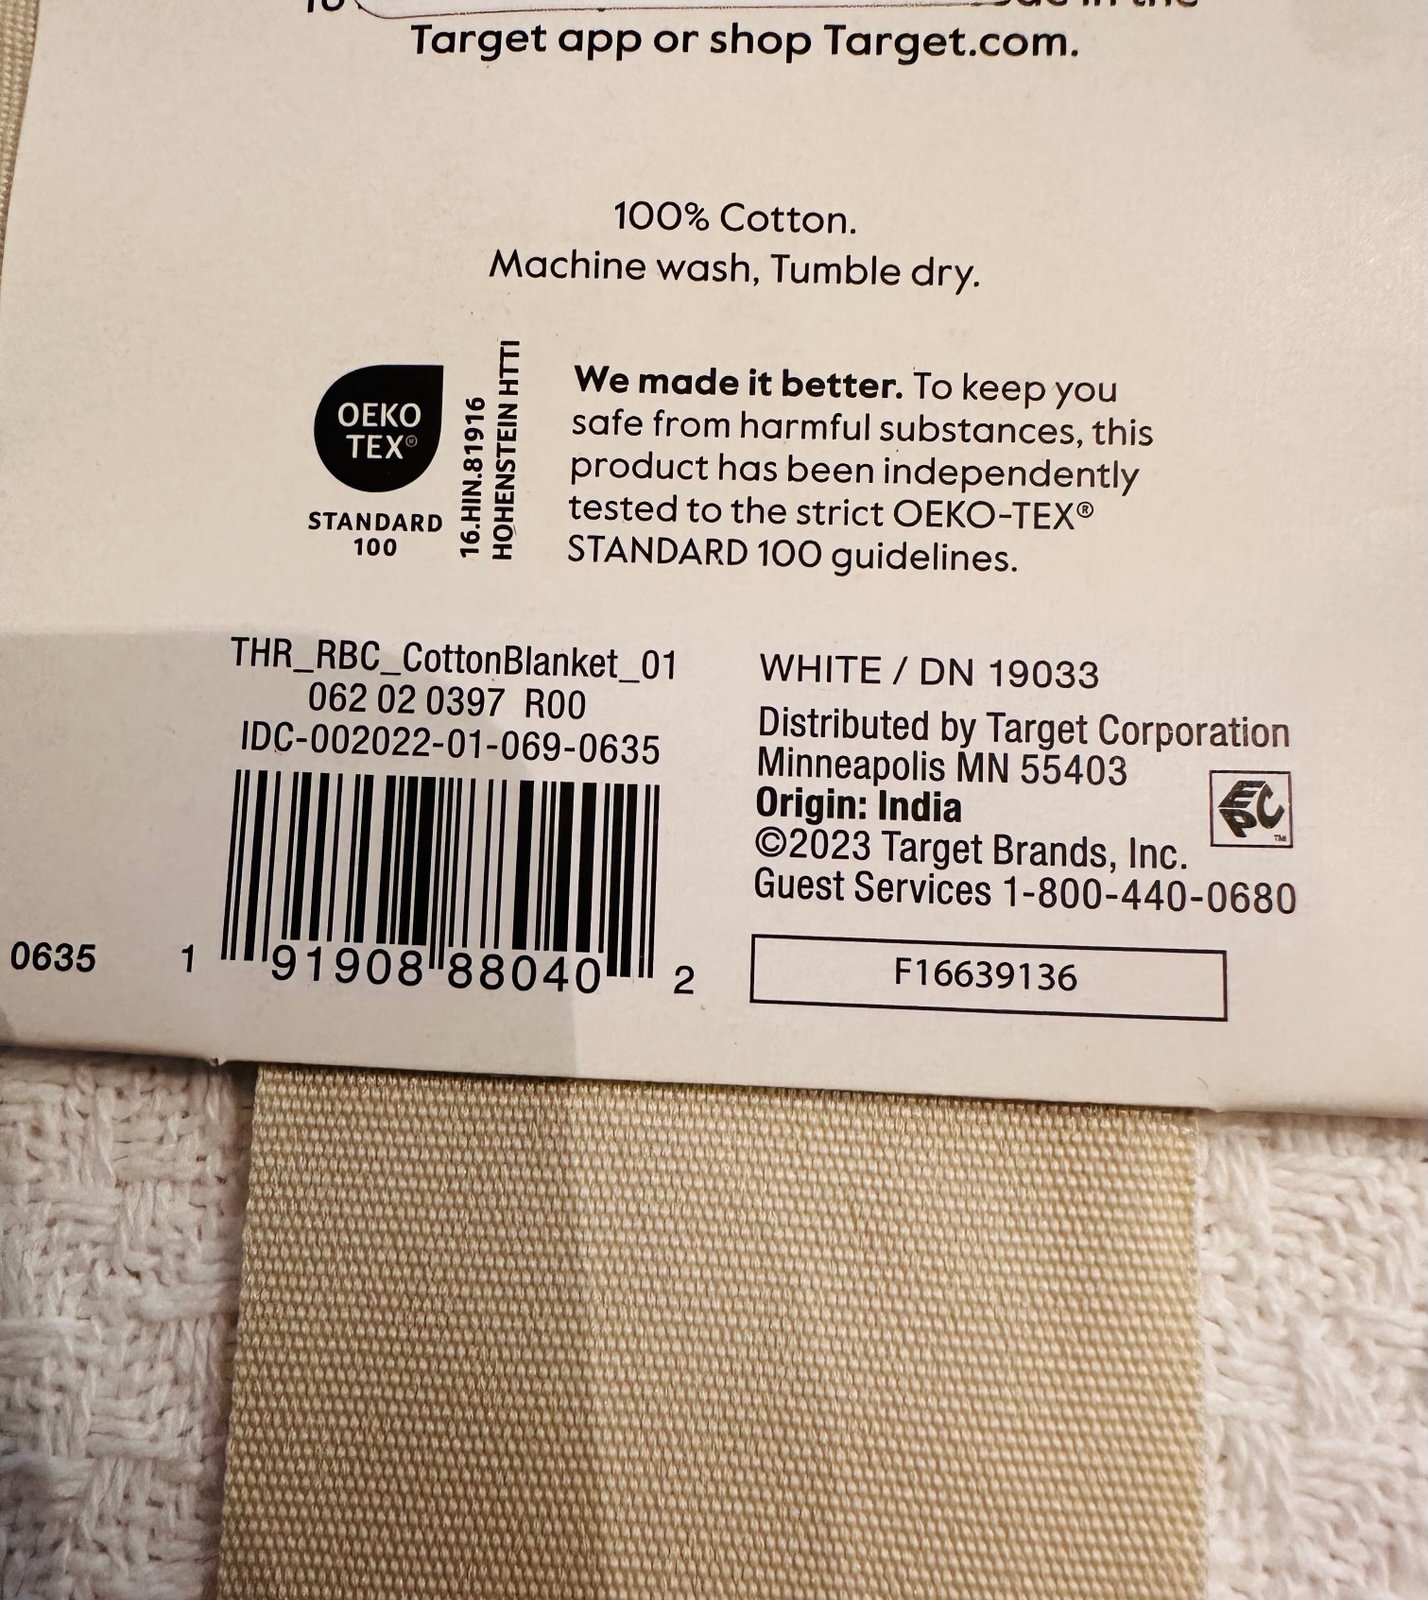 in the
Target app or shop Target.com.
100% Cotton.
Machine wash, Tumble dry.
OEKO
TEX®
STANDARD
100
16.HIN.81916
HOHENSTEIN HTTI
We made it better. To keep you
safe from harmful substances, this
product has been independently
tested to the strict OEKO-TEX®
STANDARD 100 guidelines.
THR_RBC_CottonBlanket_01
062 02 0397 R00
IDC-002022-01-069-0635
0635
1 91908 88040 2
WHITE / DN 19033
Distributed by Target Corporation
Minneapolis MN 55403
Origin: India
©2023 Target Brands, Inc.
Guest Services 1-800-440-0680
EPC™
F16639136